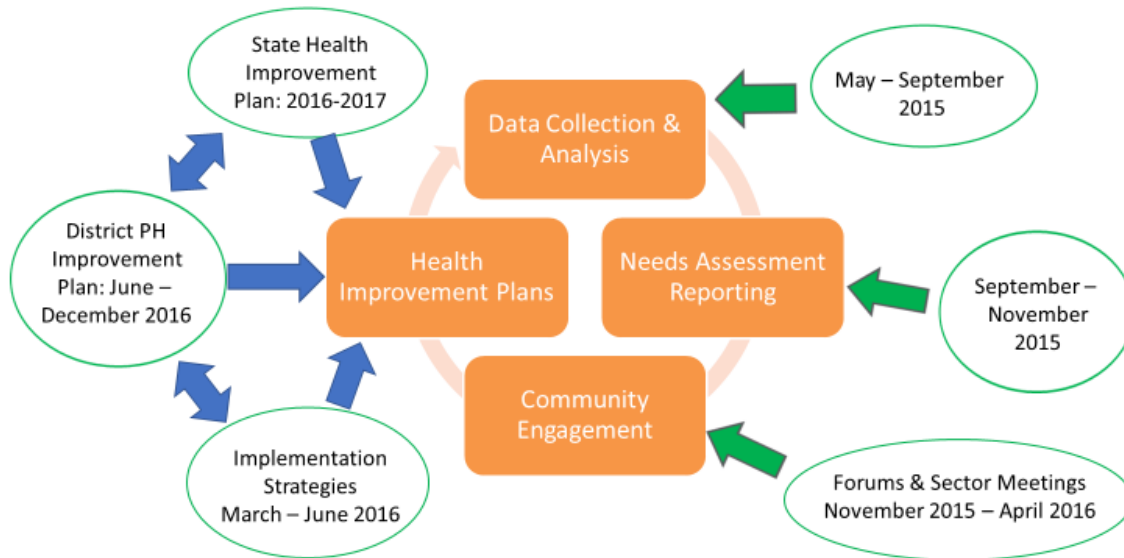 State Health
Improvement
Plan: 2016-2017
Data Collection &
Analysis
May – September
2015
District PH
Improvement
Plan: June –
December 2016
Health
Improvement Plans
Needs Assessment
Reporting
September –
November
2015
Community
Engagement
Implementation
Strategies
March – June 2016
Forums & Sector Meetings
November 2015 – April 2016